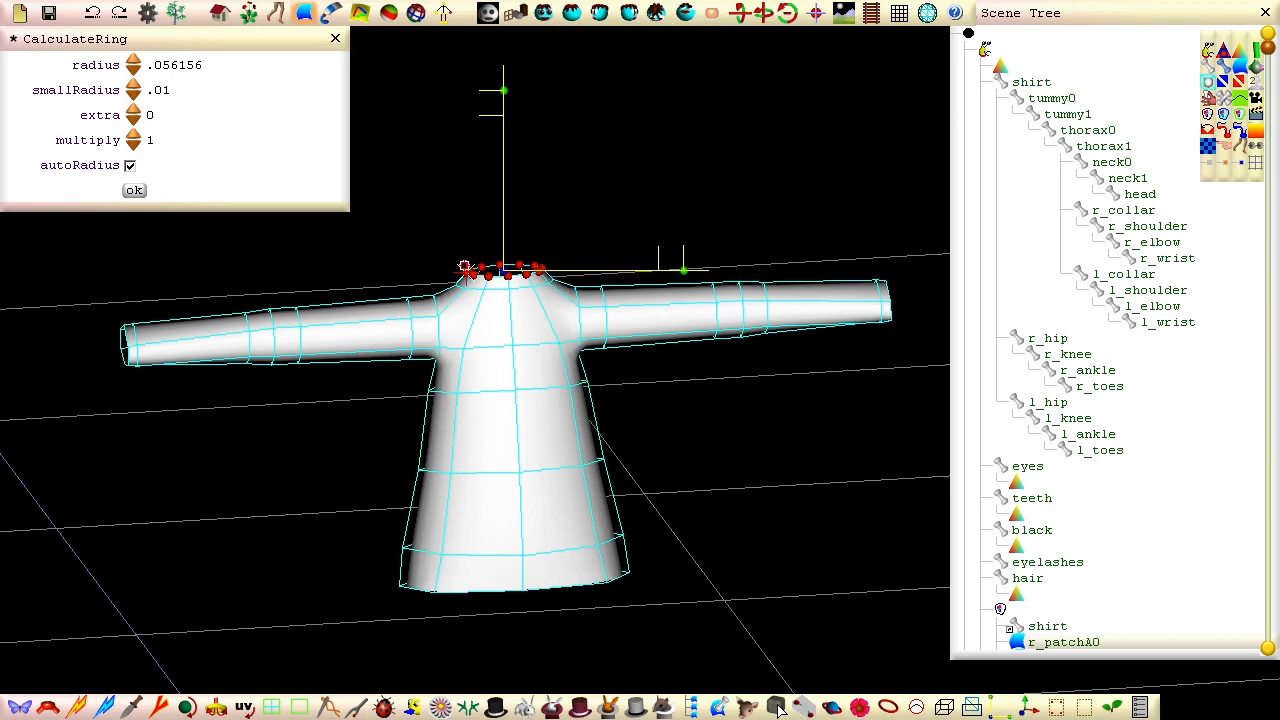 Scene Tree
* CalculateRing
radius .056156
smallRadius .01
extra 0
multiply 1
autoRadius
ok
shirt
tummy0
tummy1
thorax0
thorax1
neck0
neck1
head
r_collar
r_shoulder
r_elbow
r_wrist
l_collar
l_shoulder
l_elbow
l_wrist
r_hip
r_knee
r_ankle
r_toes
l_hip
l_knee
l_ankle
l_toes
eyes
teeth
black
eyelashes
hair
shirt
r_patchA0
uv